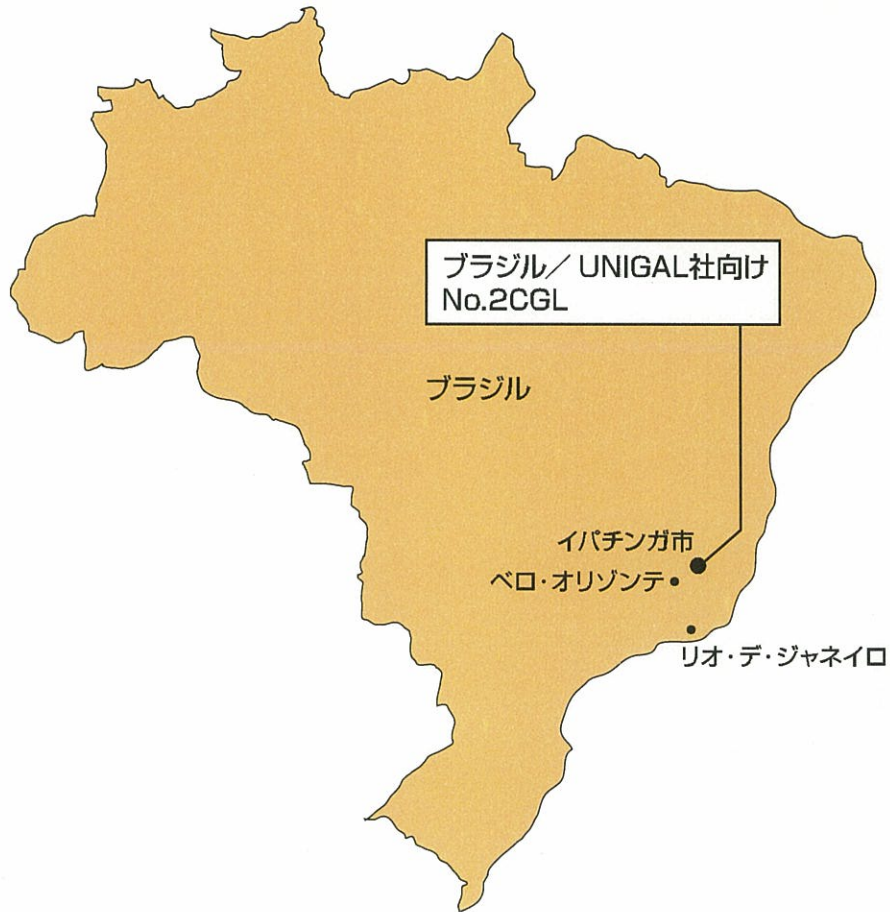 ブラジル／ UNIGAL社向け
No.2CGL
ブラジル
イパチンガ市
ベロ・オリゾンテ
リオ・デ・ジャネイロ